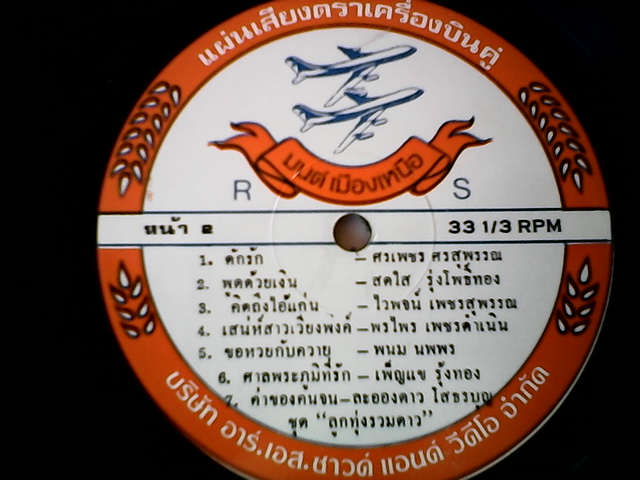 แผ่นเสียงตราเครื่องบินคู่
มนต์เมืองเหนือ
R S
หน้า ๒ 33 1/3 RPM
1. ดักรัก – ศรเพชร ศรสุพรรณ
2. พูดด้วยเงิน – สดใส รุ่งโพธิ์ทอง
3. คิดถึงไอ้แก่น – ไวพจน์ เพชรสุพรรณ
4. เสน่ห์สาวเวียงพิงค์ – พรไพร เพชรดำเนิน
5. ขอหวยกับควาย – พนม นพพร
6. ศาลพระภูมิที่รัก – เพ็ญแข รุ้งทอง
7. ค่าของคนจน – ละอองดาว โสธรบุญ
ชุด "ลูกทุ่งรวมดาว"
บริษัท อาร์.เอส.ซาวด์ แอนด์ วีดีโอ จำกัด